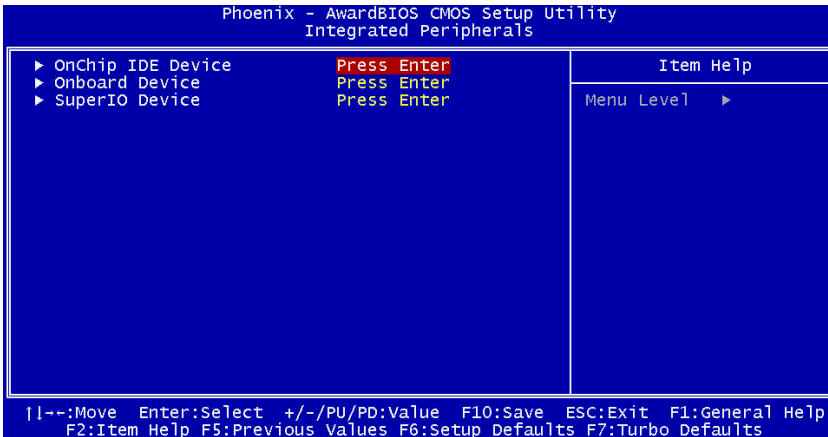 Phoenix - AwardBIOS CMOS Setup Utility
Integrated Peripherals
► OnChip IDE Device Press Enter
► Onboard Device Press Enter
► SuperIO Device Press Enter
Item Help
Menu Level ►
↑↓→←:Move Enter:Select +/-/PU/PD:Value F10:Save ESC:Exit F1:General Help
F2:Item Help F5:Previous Values F6:Setup Defaults F7:Turbo Defaults